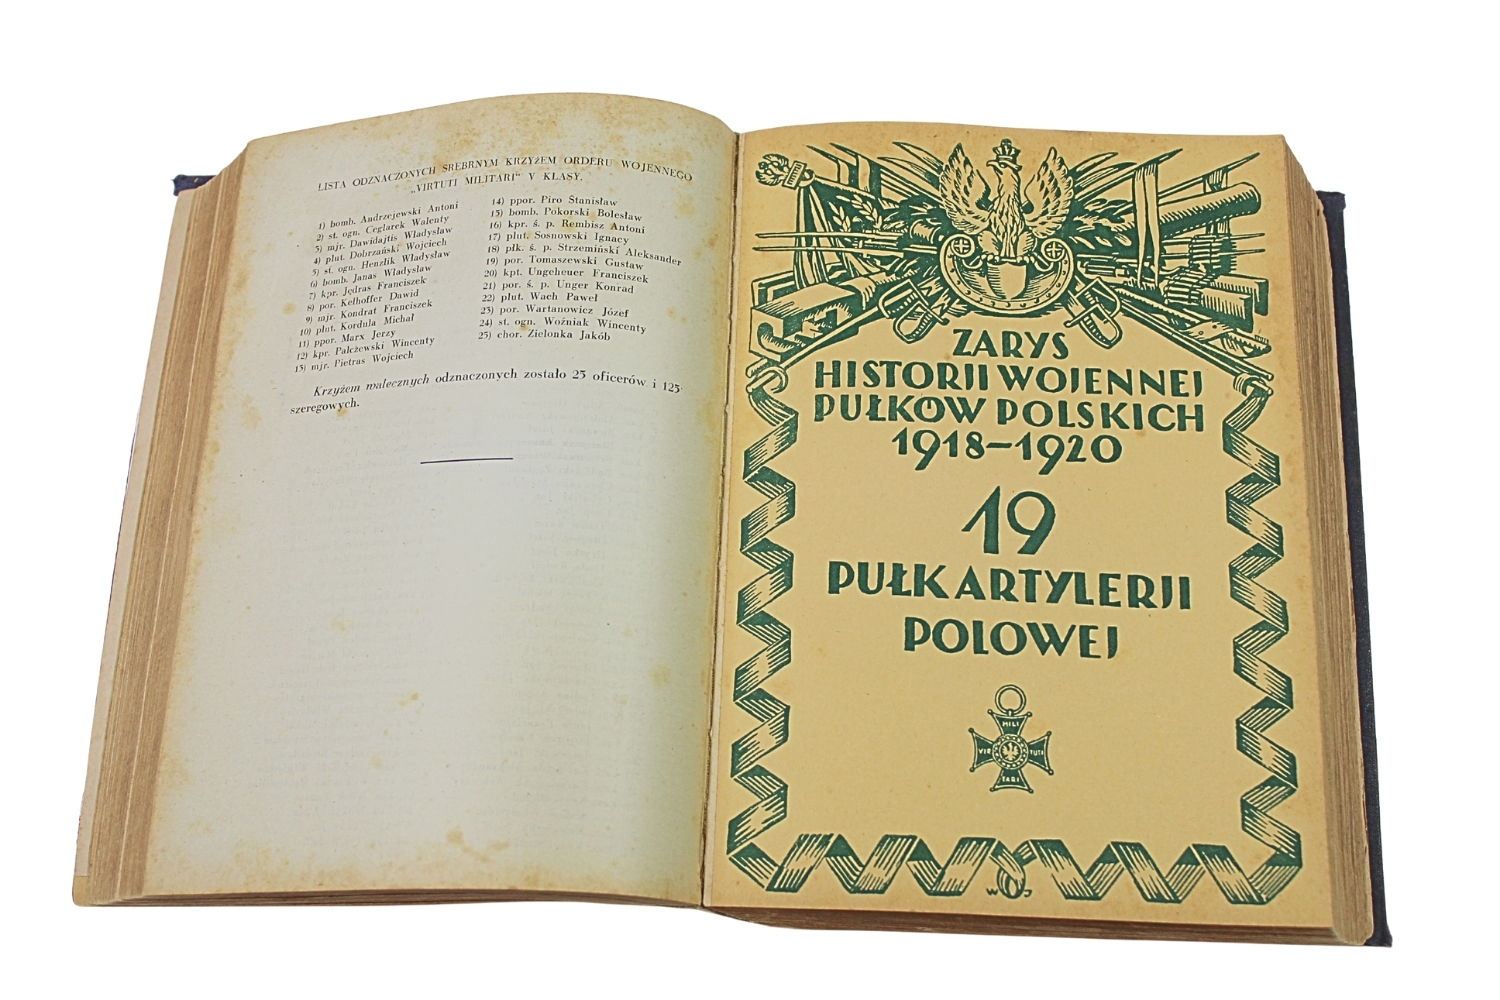 LISTA ODZNACZONYCH SREBRNYM KRZYŻEM ORDERU WOJENNEGO
„VIRTUTI MILITARI“ V KLASY.
1) bomb. Andrzejewski Antoni
2) st. ogn. Ceglarek Walenty
3) mjr. Dawidajtis Władysław
4) plut. Dobrzański Wojciech
5) st. ogn. Henzlik Władysław
6) bomb. Janas Władysław
7) kpr. Jędras Franciszek
8) por. Kelhoffer Dawid
9) mjr. Kondrat Franciszek
10) plut. Kordula Michał
11) ppor. Marx Jerzy
12) kpr. Palczewski Wincenty
13) mjr. Pietras Wojciech
14) ppor. Piro Stanisław
15) bomb. Pokorski Bolesław
16) kpr. ś. p. Rembisz Antoni
17) plut. Sosnowski Ignacy
18) płk. ś. p. Strzemiński Aleksander
19) por. Tomaszewski Gustaw
20) kpt. Ungeheuer Franciszek
21) por. ś. p. Unger Konrad
22) plut. Wach Paweł
23) por. Wartanowicz Józef
24) st. ogn. Woźniak Wincenty
25) chor. Zielonka Jakób
Krzyżem walecznych odznaczonych zostało 25 oficerów i 125
szeregowych.
ZARYS
HISTORJI WOJENNEJ
PUŁKÓW POLSKICH
1918–1920
19
PUŁK ARTYLERJI
POLOWEJ
MILI
VIR TUTI
TARI
W J